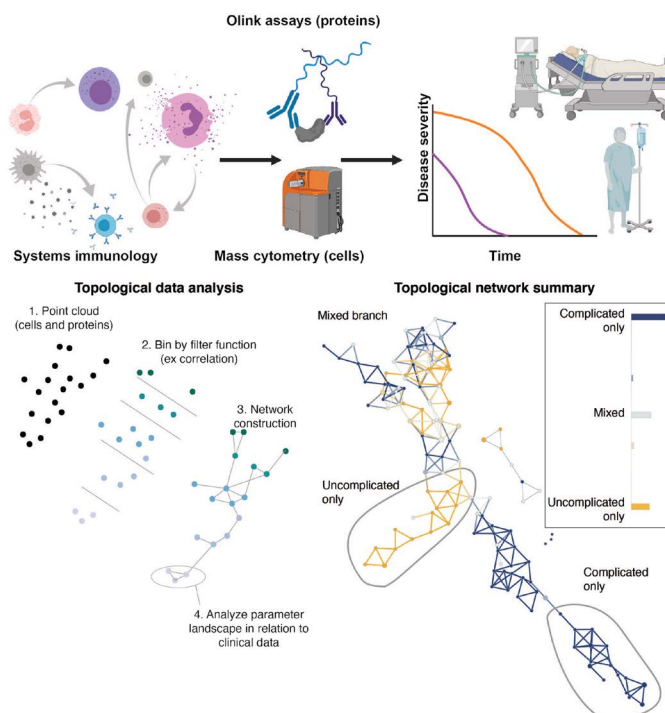 Olink assays (proteins)
Disease severity
Systems immunology
Mass cytometry (cells)
Time
Topological data analysis
Topological network summary
1. Point cloud
(cells and proteins)
2. Bin by filter function
(ex correlation)
3. Network
construction
4. Analyze parameter
landscape in relation to
clinical data
Mixed branch
Uncomplicated
only
Complicated
only
Complicated
only
Mixed
Uncomplicated
only